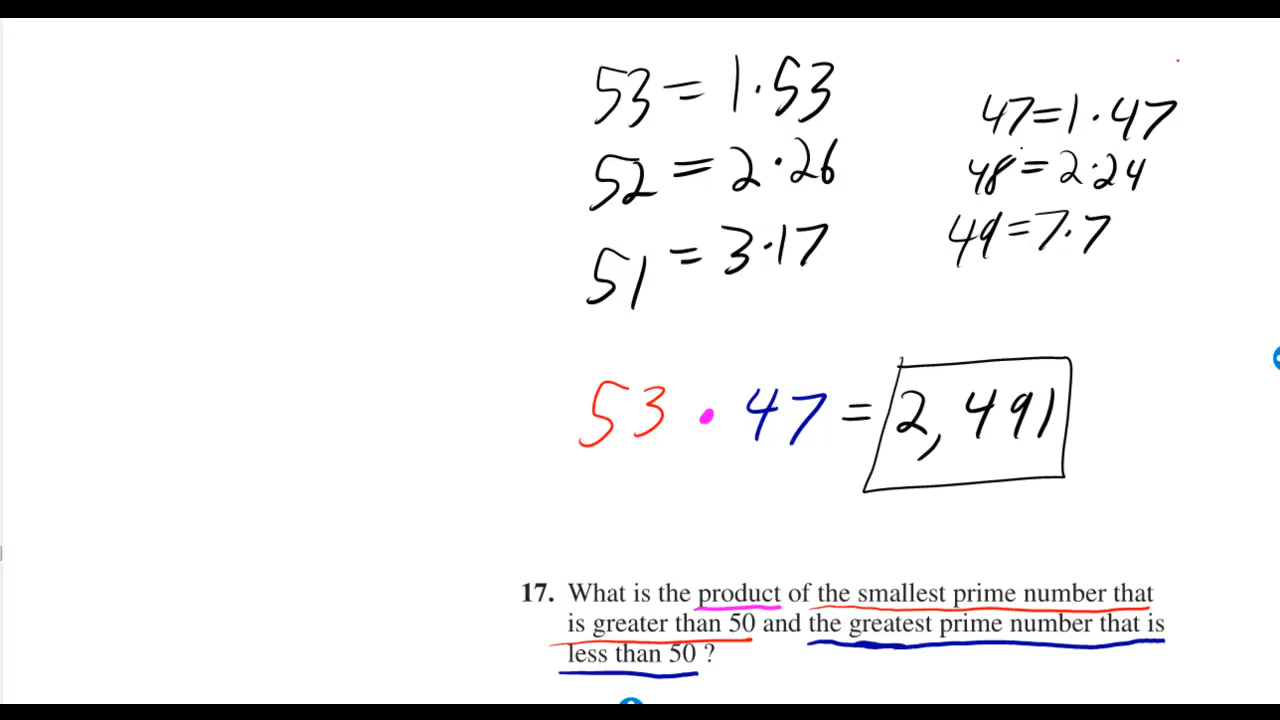 53 = 1·53
52 = 2·26
51 = 3·17
47=1·47
48=2·24
49=7·7
53 · 47 = 2,491
17. What is the product of the smallest prime number that
is greater than 50 and the greatest prime number that is
less than 50 ?